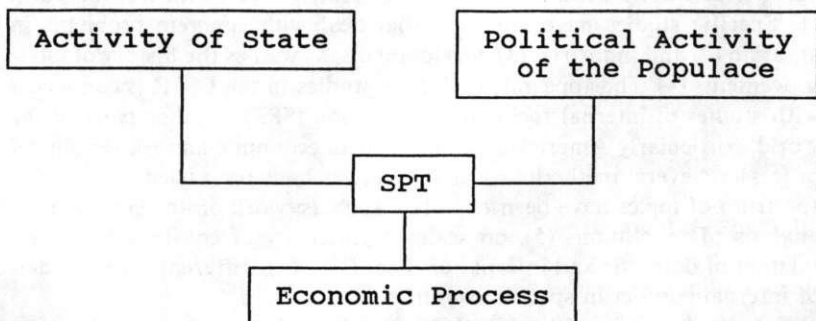 Activity of State
Political Activity
of the Populace
SPT
Economic Process